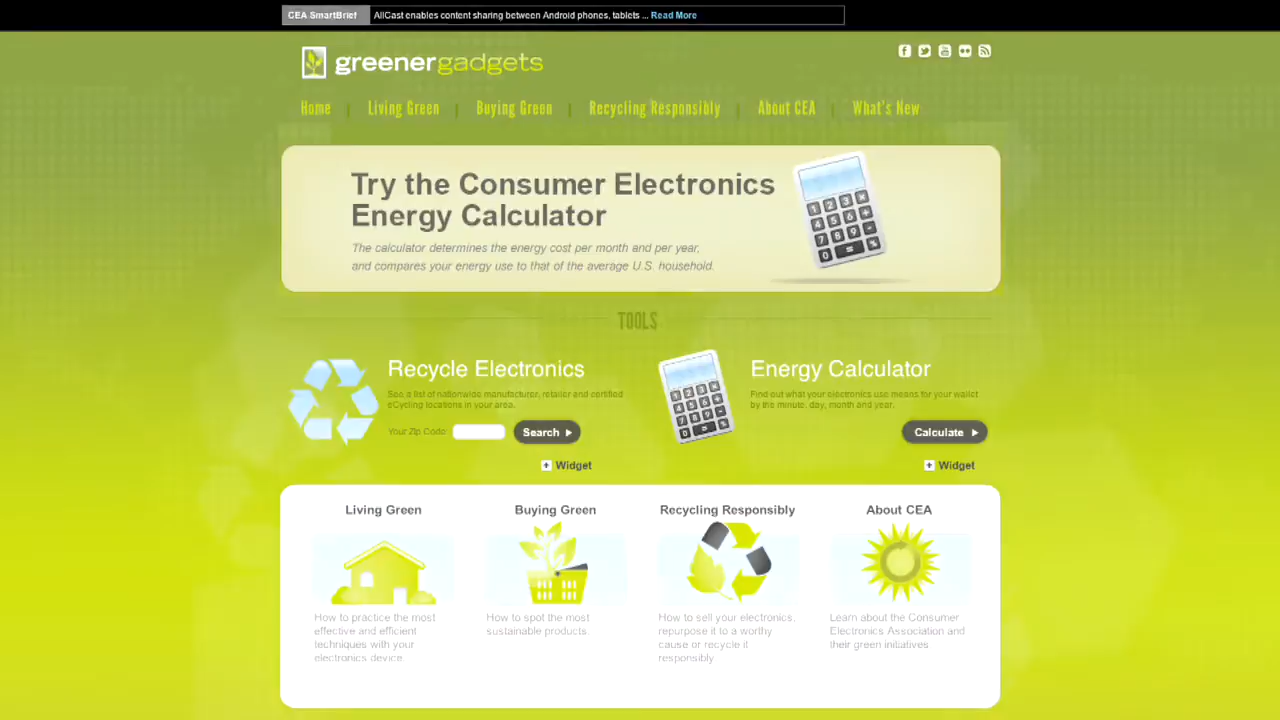 CEA SmartBrief
AllCast enables content sharing between Android phones, tablets ... Read More
greenergadgets
Home
Living Green
Buying Green
Recycling Responsibly
About CEA
What's New
Try the Consumer Electronics
Energy Calculator
The calculator determines the energy cost per month and per year,
and compares your energy use to that of the average U.S. household.
TOOLS
Recycle Electronics
See a list of nationwide manufacturer, retailer and certified
eCycling locations in your area.
Your Zip Code:
Search
Widget
Energy Calculator
Find out what your electronics use means for your wallet
by the minute, day, month and year.
Calculate
Widget
Living Green
How to practice the most
effective and efficient
techniques with your
electronics device.
Buying Green
How to spot the most
sustainable products.
Recycling Responsibly
How to sell your electronics,
repurpose it to a worthy
cause or recycle it
responsibly.
About CEA
Learn about the Consumer
Electronics Association and
their green initiatives